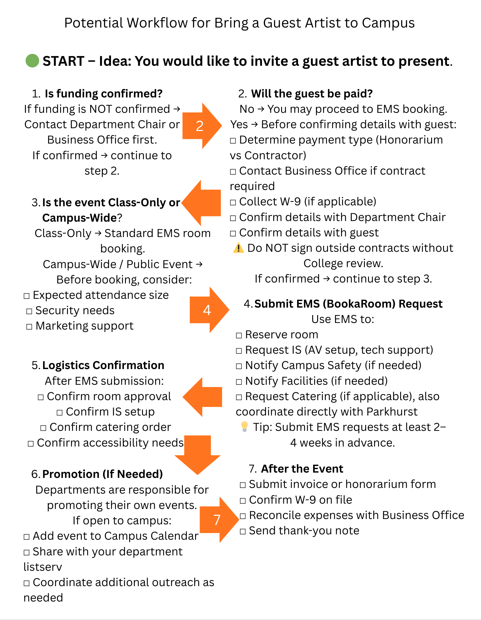 Potential Workflow for Bring a Guest Artist to Campus
🟢 START – Idea: You would like to invite a guest artist to present.
1. Is funding confirmed?
If funding is NOT confirmed →
Contact Department Chair or
Business Office first.
If confirmed → continue to
step 2.
2
2. Will the guest be paid?
No → You may proceed to EMS booking.
Yes → Before confirming details with guest:
□ Determine payment type (Honorarium
vs Contractor)
□ Contact Business Office if contract
required
□ Collect W-9 (if applicable)
□ Confirm details with Department Chair
□ Confirm details with guest
⚠️ Do NOT sign outside contracts without
College review.
If confirmed → continue to step 3.
3. Is the event Class-Only or
Campus-Wide?
Class-Only → Standard EMS room
booking.
Campus-Wide / Public Event →
Before booking, consider:
□ Expected attendance size
□ Security needs
□ Marketing support
4
4. Submit EMS (BookaRoom) Request
Use EMS to:
□ Reserve room
□ Request IS (AV setup, tech support)
□ Notify Campus Safety (if needed)
□ Notify Facilities (if needed)
□ Request Catering (if applicable), also
coordinate directly with Parkhurst
💡 Tip: Submit EMS requests at least 2–
4 weeks in advance.
5. Logistics Confirmation
After EMS submission:
□ Confirm room approval
□ Confirm IS setup
□ Confirm catering order
□ Confirm accessibility needs
6. Promotion (If Needed)
Departments are responsible for
promoting their own events.
If open to campus:
□ Add event to Campus Calendar
□ Share with your department
listserv
□ Coordinate additional outreach as
needed
7
7. After the Event
□ Submit invoice or honorarium form
□ Confirm W-9 on file
□ Reconcile expenses with Business Office
□ Send thank-you note